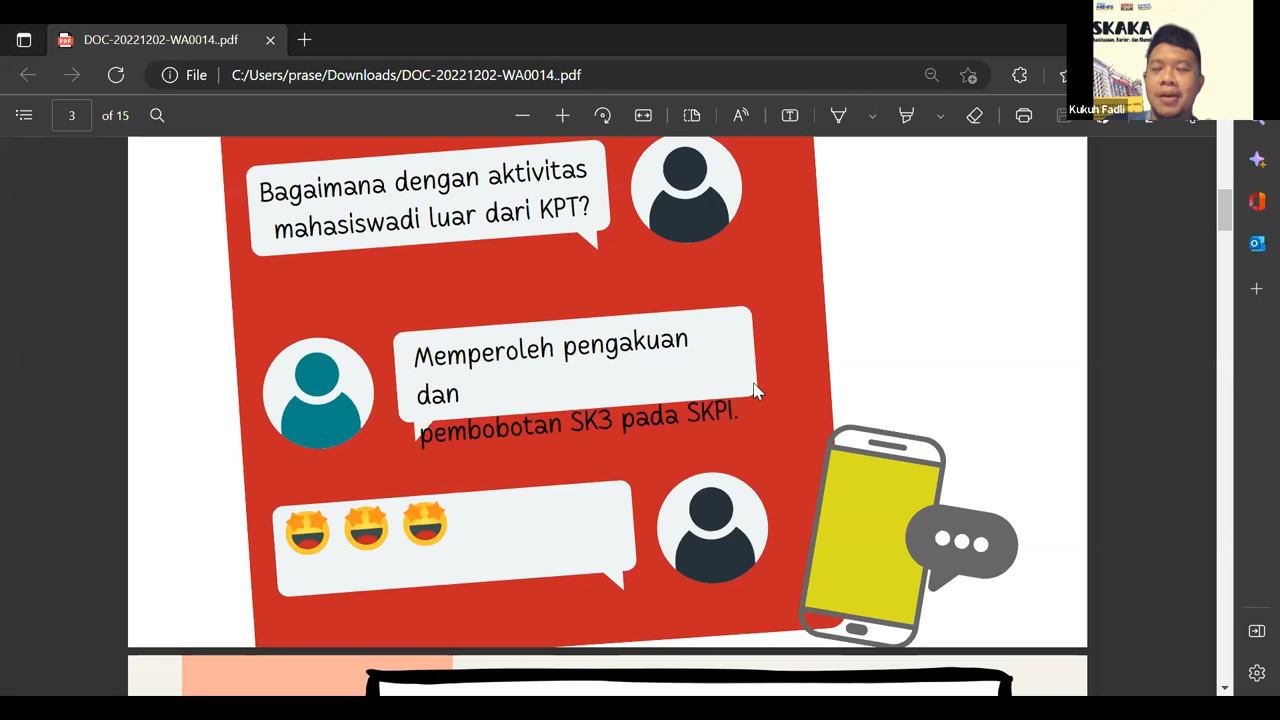 DOC-20221202-WA0014.pdf
File
C:/Users/prase/Downloads/DOC-20221202-WA0014..pdf
3 of 15
SKAKA
Kukuh Fadli
Bagaimana dengan aktivitas
mahasiswadi luar dari KPT?
Memperoleh pengakuan
dan
pembobotan SK3 pada SKPI.